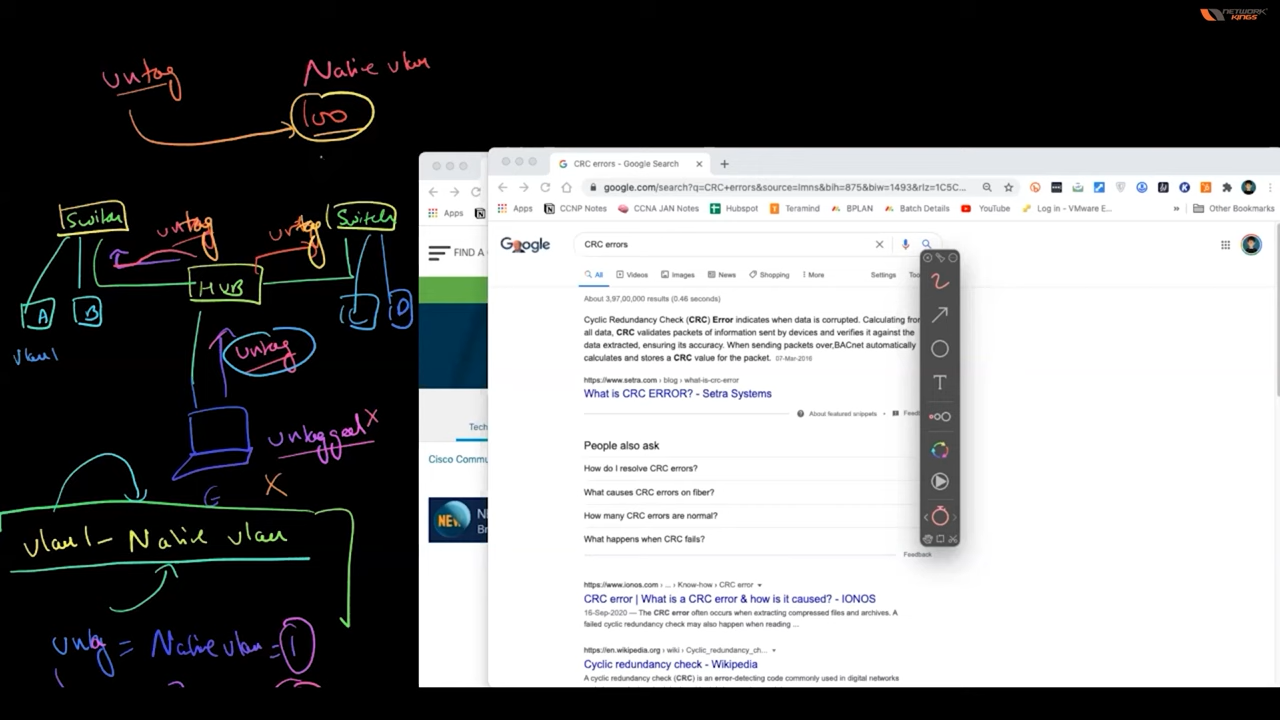 NETWORK
KINGS
untag
Native vlan
100
Switch
untag
untag
Switch
HUB
A
B
C
D
vlan1
untag
untagged X
X
vlan1 - Native vlan
untag = Native vlan = 1
FIND A
Apps
Tech
Cisco Commu
NEW
N
Br
CRC errors - Google Search
google.com/search?q=CRC+errors&source=lmns&bih=875&biw=1493&rlz=1C5C...
Apps CCNP Notes CCNA JAN Notes Hubspot Teramind BPLAN Batch Details YouTube Log in - VMware E... » Other Bookmarks
Google CRC errors
All Videos Images News Shopping More Settings Too
About 3,97,00,000 results (0.46 seconds)
Cyclic Redundancy Check (CRC) Error indicates when data is corrupted. Calculating from
all data, CRC validates packets of information sent by devices and verifies it against the
data extracted, ensuring its accuracy. When sending packets over,BACnet automatically
calculates and stores a CRC value for the packet. 07-Mar-2016
https://www.setra.com › blog › what-is-crc-error
What is CRC ERROR? - Setra Systems
About featured snippets • Feedb
People also ask
How do I resolve CRC errors?
What causes CRC errors on fiber?
How many CRC errors are normal?
What happens when CRC fails?
Feedback
https://www.ionos.com › ... › Know-how › CRC error
CRC error | What is a CRC error & how is it caused? - IONOS
16-Sep-2020 — The CRC error often occurs when extracting compressed files and archives. A
failed cyclic redundancy check may also happen when reading ...
https://en.wikipedia.org › wiki › Cyclic_redundancy_ch...
Cyclic redundancy check - Wikipedia
A cyclic redundancy check (CRC) is an error-detecting code commonly used in digital networks
T